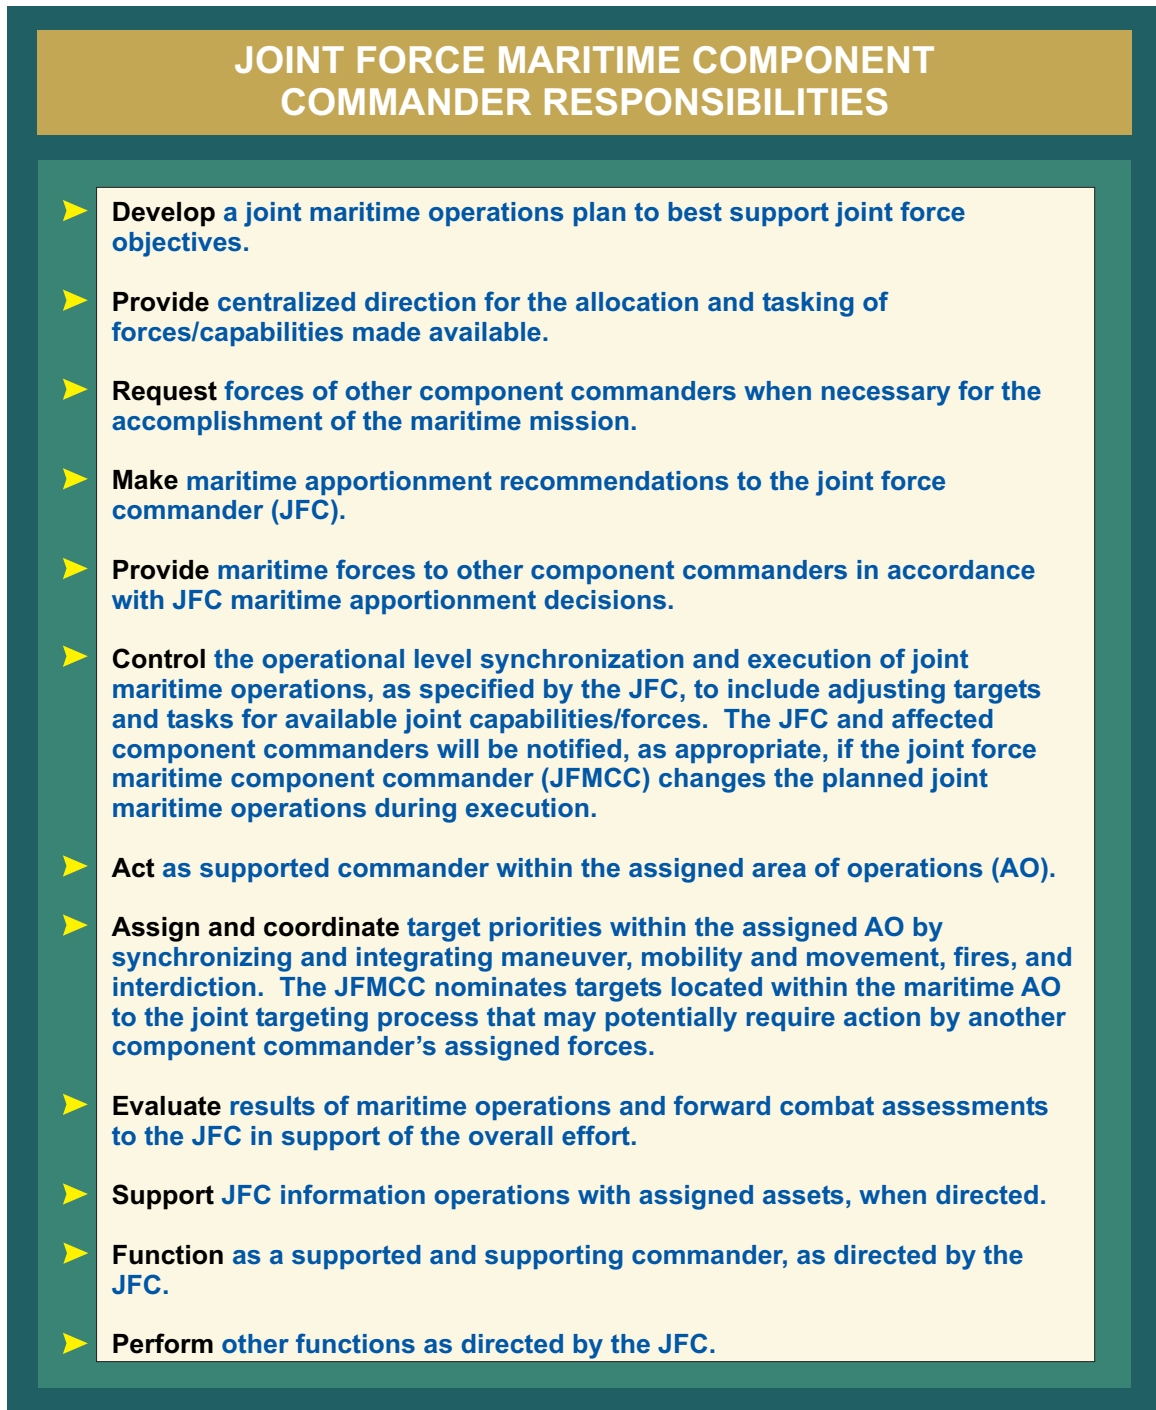 JOINT FORCE MARITIME COMPONENT
COMMANDER RESPONSIBILITIES
Develop a joint maritime operations plan to best support joint force
objectives.
Provide centralized direction for the allocation and tasking of
forces/capabilities made available.
Request forces of other component commanders when necessary for the
accomplishment of the maritime mission.
Make maritime apportionment recommendations to the joint force
commander (JFC).
Provide maritime forces to other component commanders in accordance
with JFC maritime apportionment decisions.
Control the operational level synchronization and execution of joint
maritime operations, as specified by the JFC, to include adjusting targets
and tasks for available joint capabilities/forces.  The JFC and affected
component commanders will be notified, as appropriate, if the joint force
maritime component commander (JFMCC) changes the planned joint
maritime operations during execution.
Act as supported commander within the assigned area of operations (AO).
Assign and coordinate target priorities within the assigned AO by
synchronizing and integrating maneuver, mobility and movement, fires, and
interdiction.  The JFMCC nominates targets located within the maritime AO
to the joint targeting process that may potentially require action by another
component commander’s assigned forces.
Evaluate results of maritime operations and forward combat assessments
to the JFC in support of the overall effort.
Support JFC information operations with assigned assets, when directed.
Function as a supported and supporting commander, as directed by the
JFC.
Perform other functions as directed by the JFC.